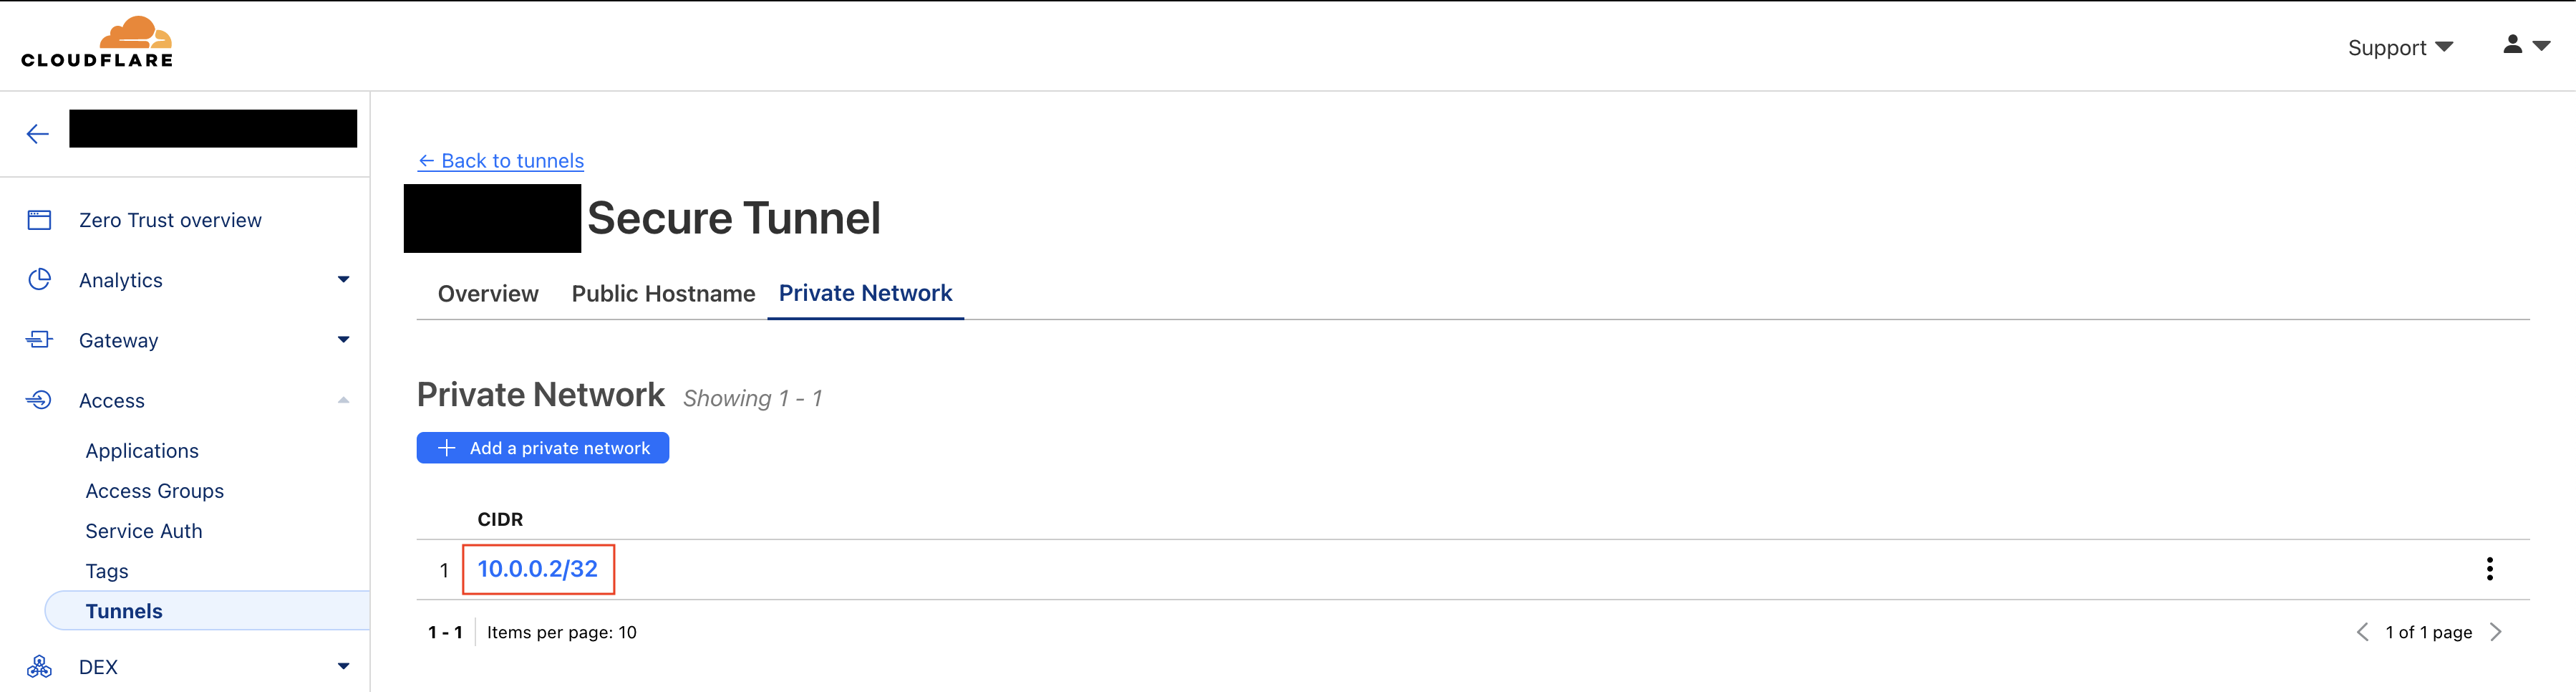 CLOUDFLARE
Support
Zero Trust overview
Analytics
Gateway
Access
Applications
Access Groups
Service Auth
Tags
Tunnels
DEX
← Back to tunnels
Secure Tunnel
Overview Public Hostname Private Network
Private Network Showing 1 - 1
+ Add a private network
CIDR
1 10.0.0.2/32
1 - 1 Items per page: 10
1 of 1 page